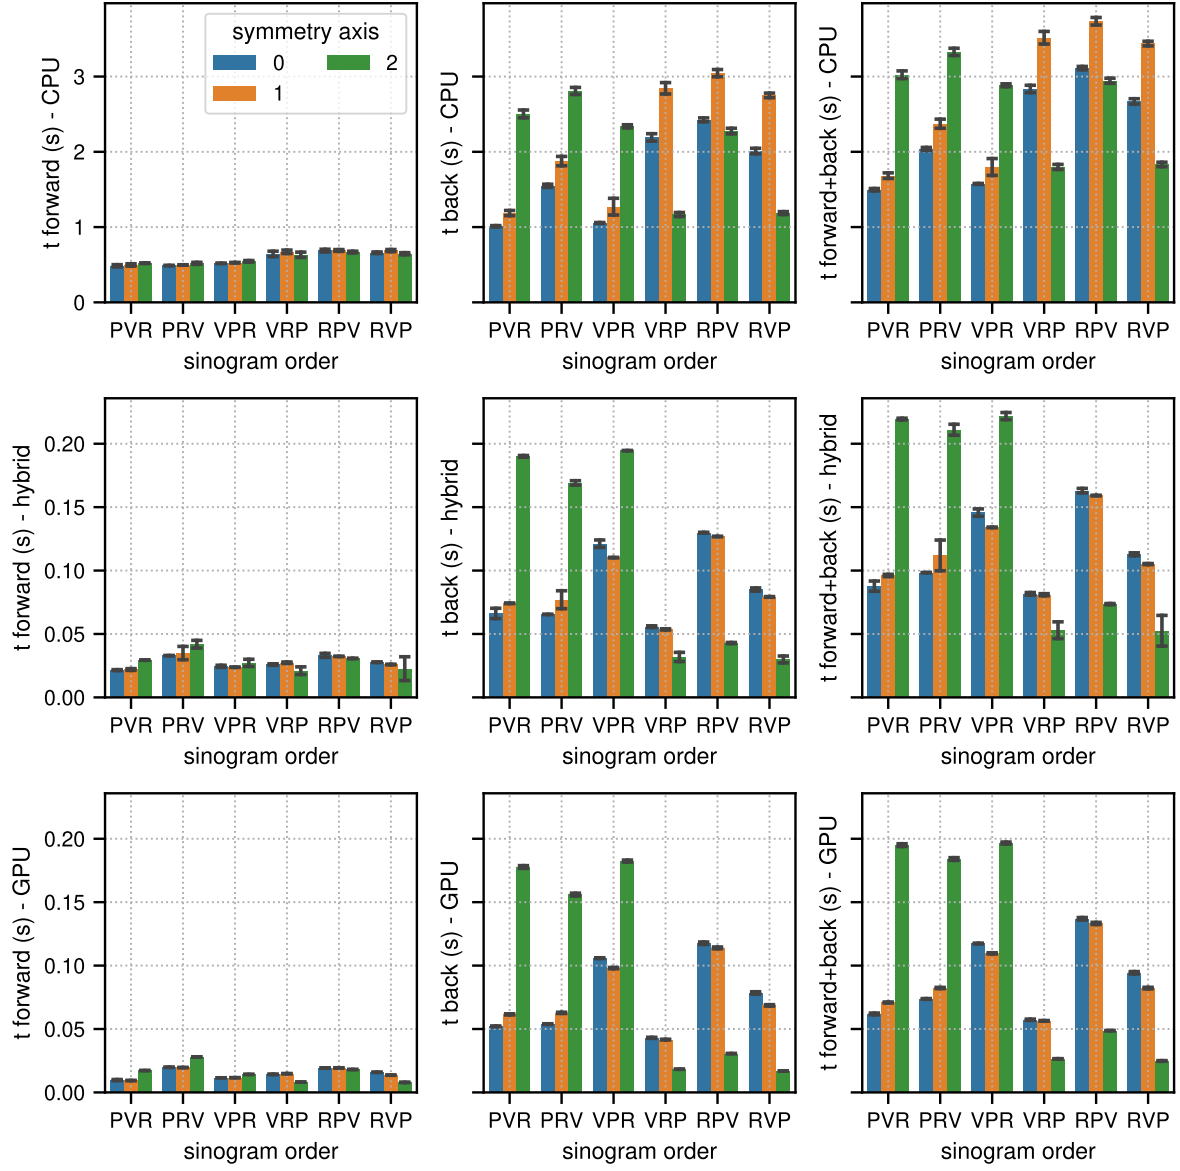 symmetry axis
0 2
1
t forward (s) - CPU
3
2
1
0
PVR PRV VPR VRP RPV RVP
sinogram order
t back (s) - CPU
PVR PRV VPR VRP RPV RVP
sinogram order
t forward+back (s) - CPU
PVR PRV VPR VRP RPV RVP
sinogram order
t forward (s) - hybrid
0.20
0.15
0.10
0.05
0.00
PVR PRV VPR VRP RPV RVP
sinogram order
t back (s) - hybrid
PVR PRV VPR VRP RPV RVP
sinogram order
t forward+back (s) - hybrid
PVR PRV VPR VRP RPV RVP
sinogram order
t forward (s) - GPU
0.20
0.15
0.10
0.05
0.00
PVR PRV VPR VRP RPV RVP
sinogram order
t back (s) - GPU
PVR PRV VPR VRP RPV RVP
sinogram order
t forward+back (s) - GPU
PVR PRV VPR VRP RPV RVP
sinogram order